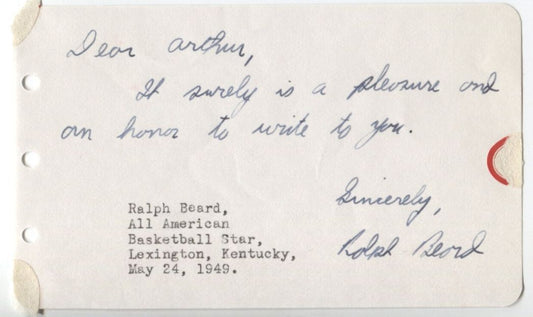 Dear Arthur,
It surely is a pleasure and
an honor to write to you.
Sincerely,
Ralph Beard
Ralph Beard,
All American
Basketball Star,
Lexington, Kentucky,
May 24, 1949.